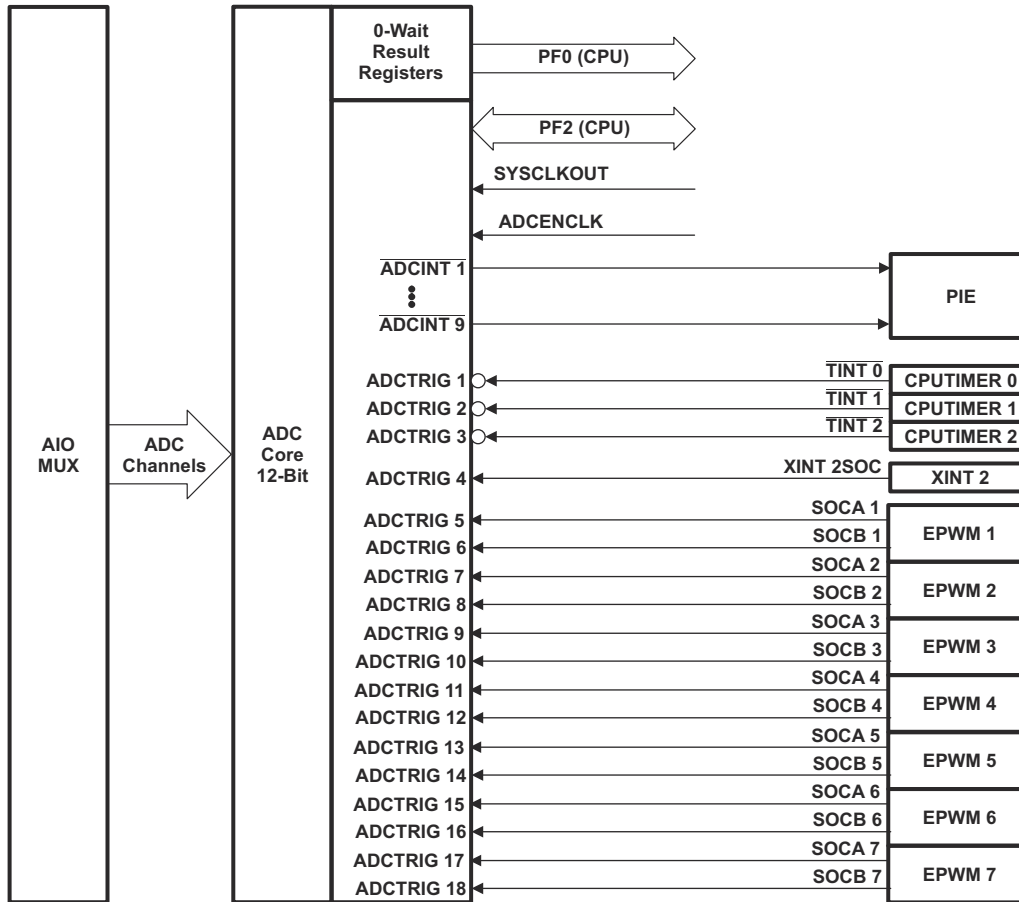 0-Wait
Result
Registers
PF0 (CPU)
PF2 (CPU)
SYSCLKOUT
ADCENCLK
ADCINT 1
PIE
ADCINT 9
TINT 0
ADCTRIG 1
CPUTIMER 0
TINT 1
ADCTRIG 2
CPUTIMER 1
TINT 2
ADCTRIG 3
CPUTIMER 2
AIO
MUX
ADC
Channels
ADC
Core
12-Bit
XINT 2SOC
ADCTRIG 4
XINT 2
SOCA 1
ADCTRIG 5
EPWM 1
SOCB 1
ADCTRIG 6
SOCA 2
ADCTRIG 7
EPWM 2
SOCB 2
ADCTRIG 8
SOCA 3
ADCTRIG 9
EPWM 3
SOCB 3
ADCTRIG 10
SOCA 4
ADCTRIG 11
EPWM 4
SOCB 4
ADCTRIG 12
SOCA 5
ADCTRIG 13
EPWM 5
SOCB 5
ADCTRIG 14
SOCA 6
ADCTRIG 15
EPWM 6
SOCB 6
ADCTRIG 16
SOCA 7
ADCTRIG 17
EPWM 7
SOCB 7
ADCTRIG 18